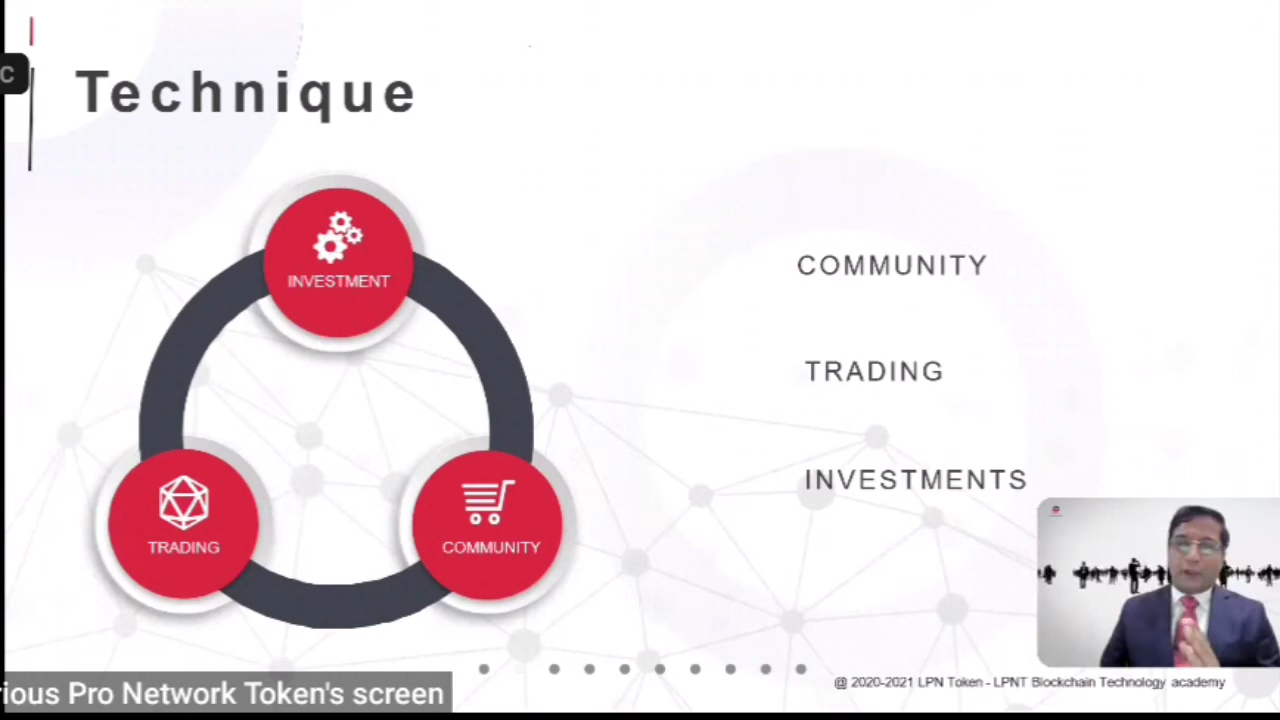 C
Technique
INVESTMENT
COMMUNITY
TRADING
INVESTMENTS
TRADING
COMMUNITY
rious Pro Network Token's screen
@ 2020-2021 LPN Token - LPNT Blockchain Technology academy